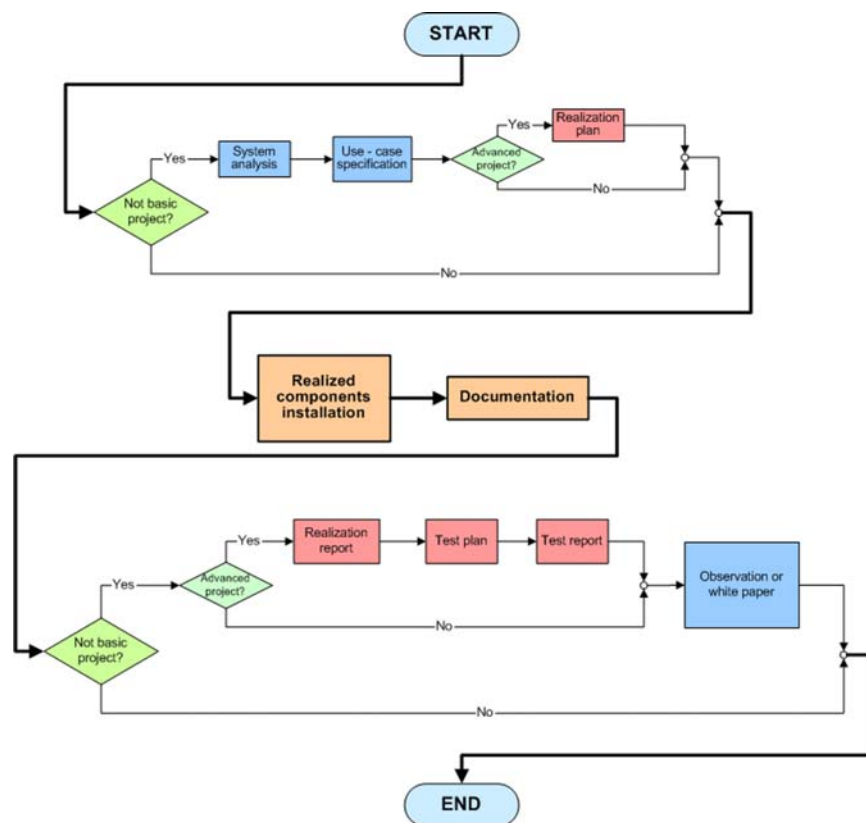 START
Yes
Realization
plan
Yes
System
analysis
Use - case
specification
Advanced
project?
No
Not basic
project?
No
Realized
components
installation
Documentation
Yes
Realization
report
Test plan
Test report
Yes
Advanced
project?
Observation or
white paper
No
Not basic
project?
No
END